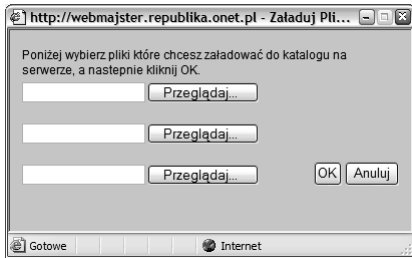 http://webmajster.republika.onet.pl - Załaduj Pli...
Poniżej wybierz pliki które chcesz załadować do katalogu na
serwerze, a nastepnie kliknij OK.
Przeglądaj...
Przeglądaj...
Przeglądaj...
OK Anuluj
Gotowe Internet